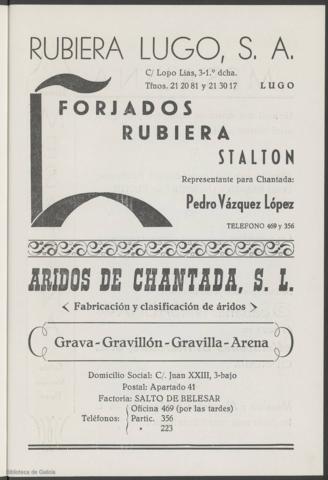 RUBIERA LUGO, S. A.
C/ Lopo Lías, 3-1.º dcha.
Tfnos. 21 20 81 y 21 30 17 LUGO
FORJADOS
RUBIERA
STALTON
Representante para Chantada:
Pedro Vázquez López
TELEFONO 469 y 356
ARIDOS DE CHANTADA, S. L.
< Fabricación y clasificación de áridos >
Grava - Gravillón - Gravilla - Arena
Domicilio Social: C/. Juan XXIII, 3-bajo
Postal: Apartado 41
Factoría: SALTO DE BELESAR
Teléfonos: Oficina 469 (por las tardes)
Partic. 356
» 223
Biblioteca de Galicia